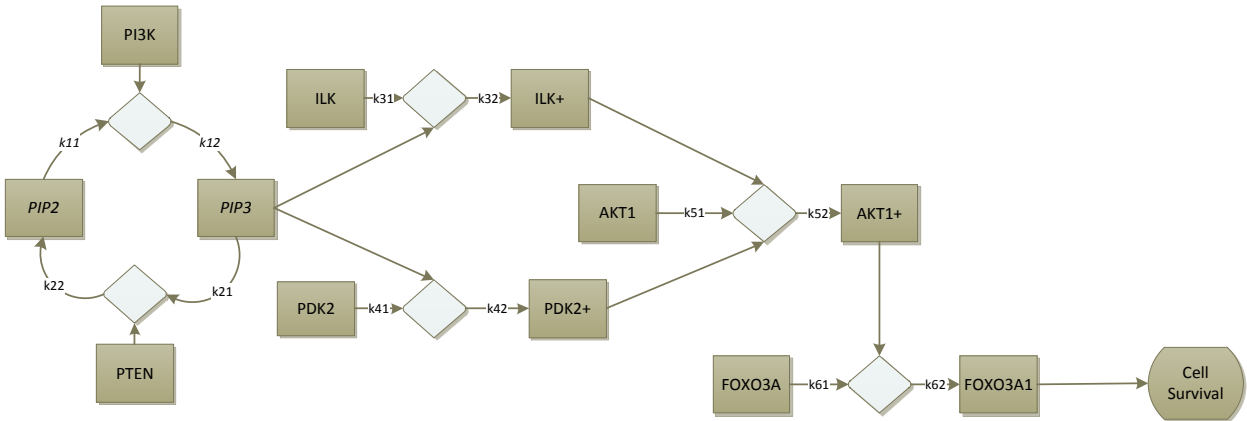 PI3K
k11
k12
PIP2
PIP3
k22
k21
PTEN
ILK
k31
k32
ILK+
PDK2
k41
k42
PDK2+
AKT1
k51
k52
AKT1+
FOXO3A
k61
k62
FOXO3A1
Cell
Survival